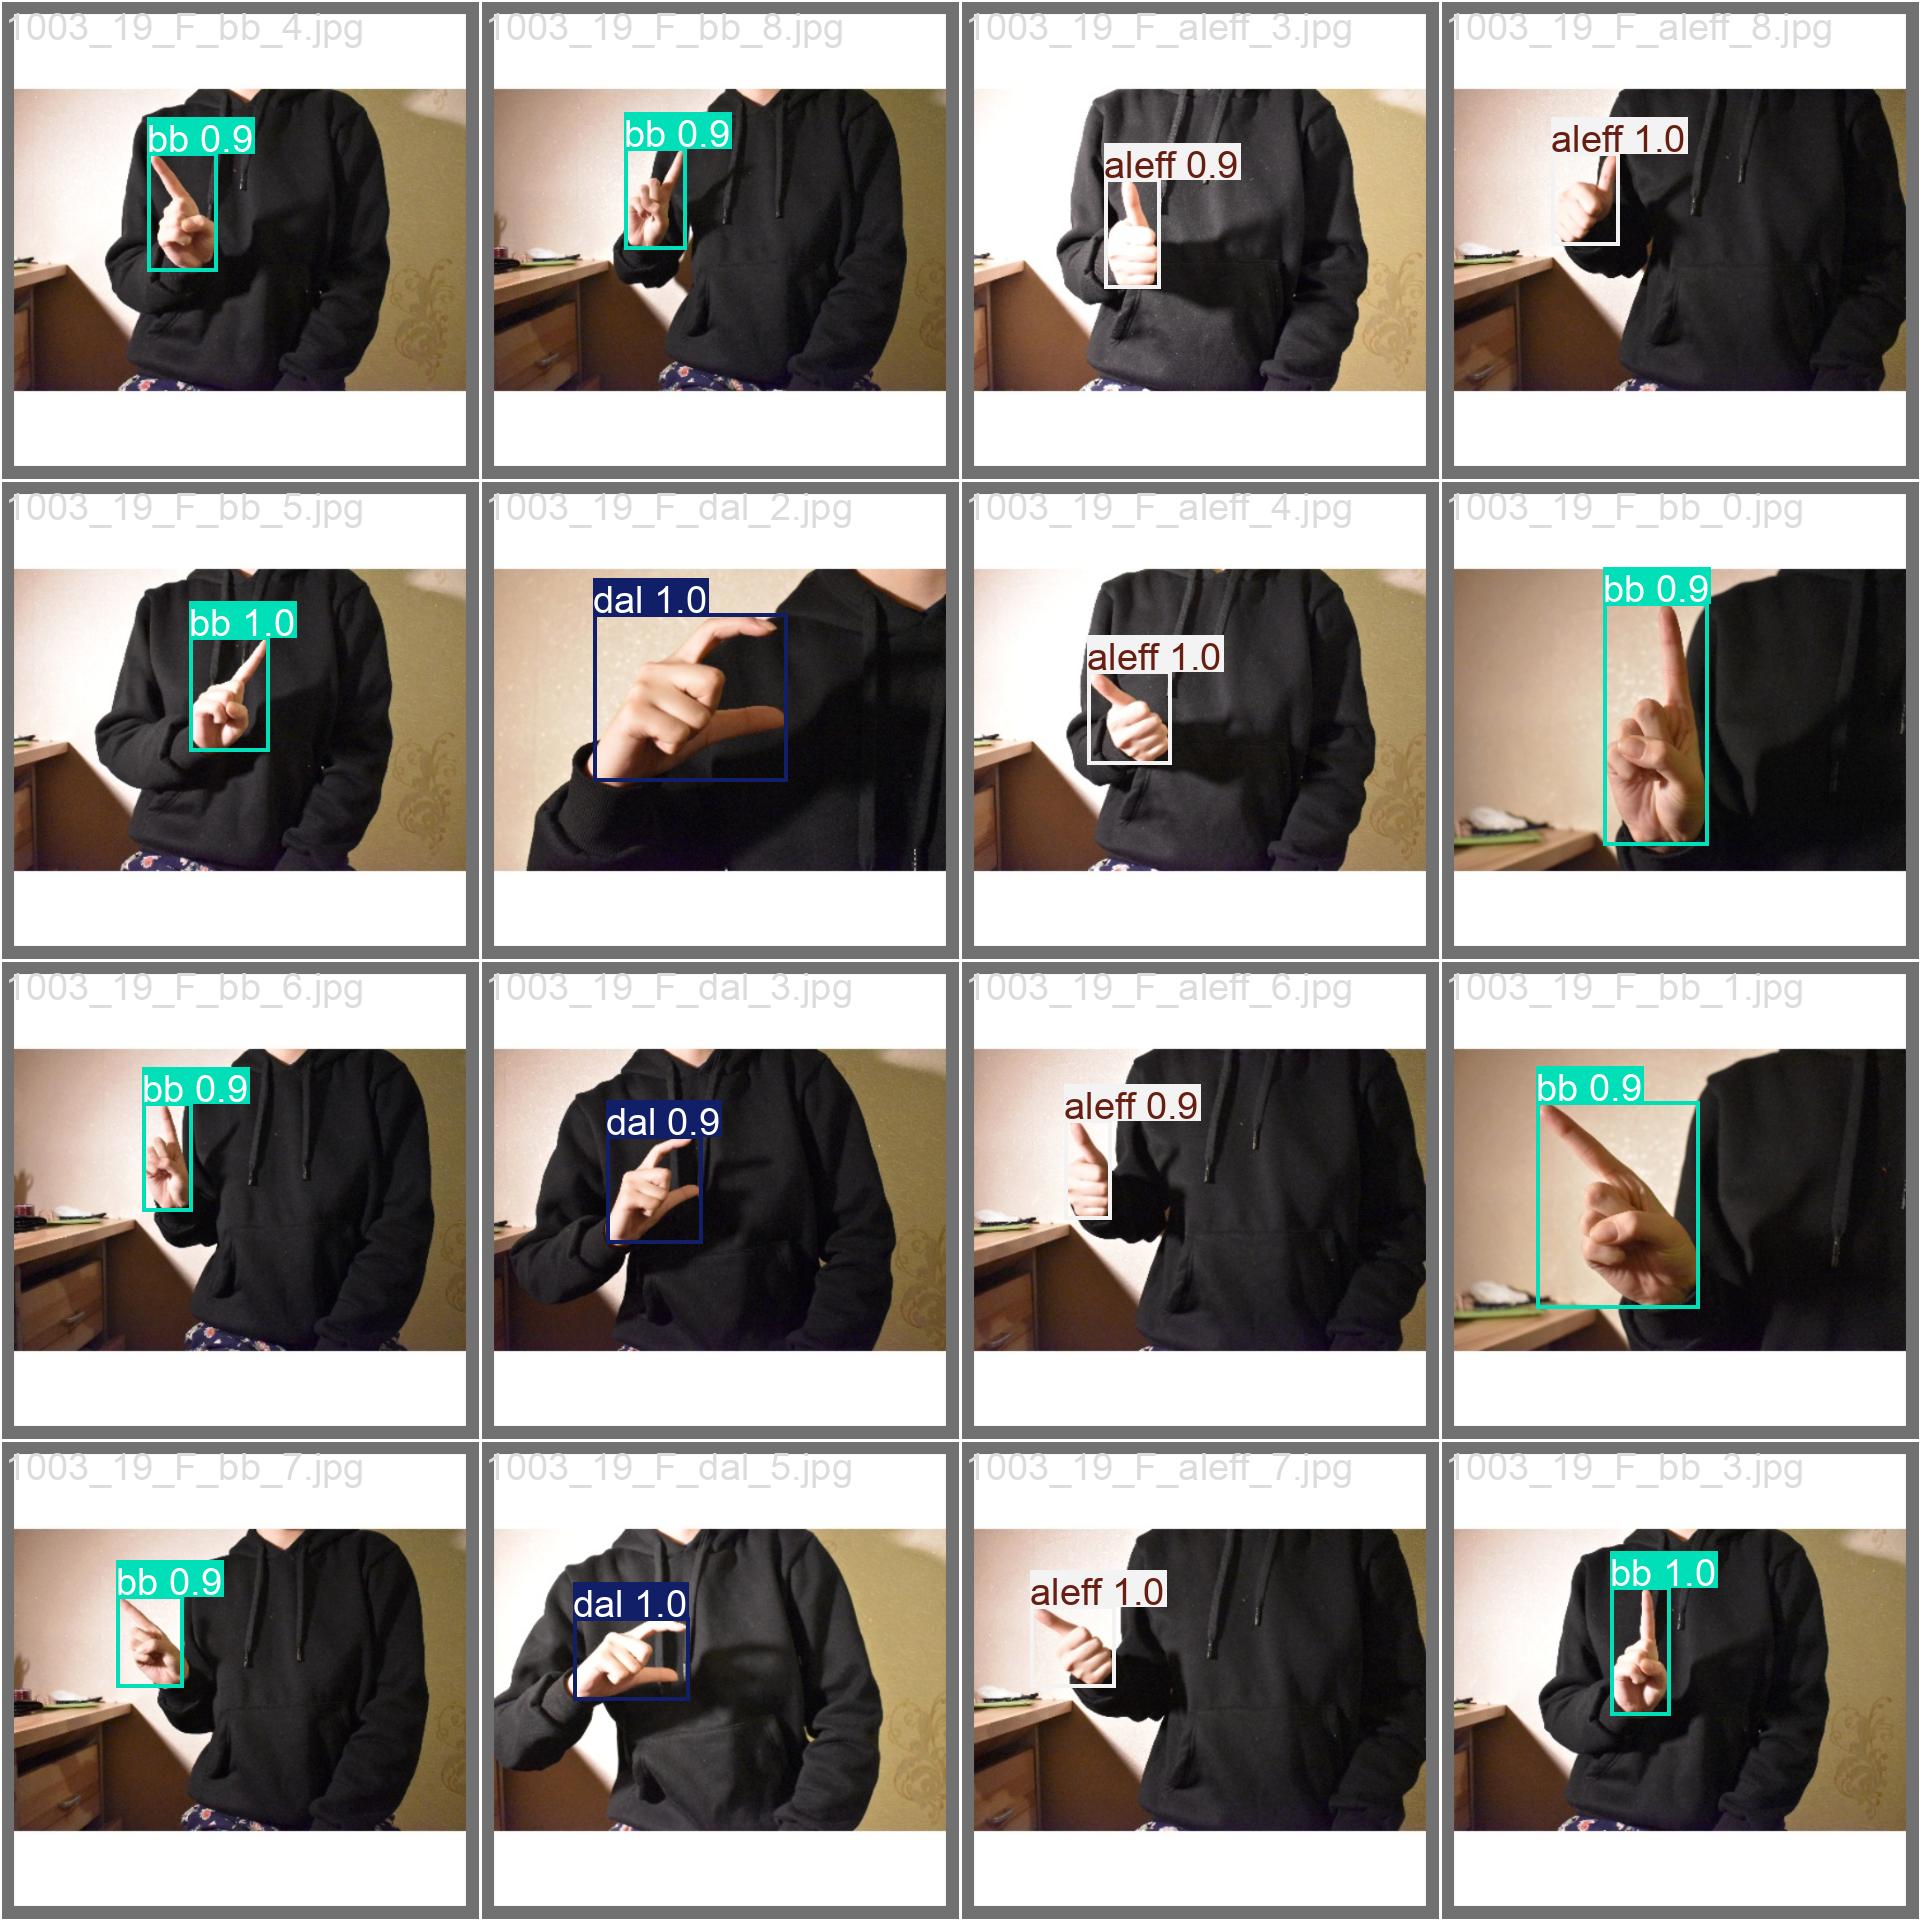 1003_19_F_bb_4.jpg
bb 0.9
1003_19_F_bb_8.jpg
bb 0.9
1003_19_F_aleff_3.jpg
aleff 0.9
1003_19_F_aleff_8.jpg
aleff 1.0
1003_19_F_bb_5.jpg
bb 1.0
1003_19_F_dal_2.jpg
dal 1.0
1003_19_F_aleff_4.jpg
aleff 1.0
1003_19_F_bb_0.jpg
bb 0.9
1003_19_F_bb_6.jpg
bb 0.9
1003_19_F_dal_3.jpg
dal 0.9
1003_19_F_aleff_6.jpg
aleff 0.9
1003_19_F_bb_1.jpg
bb 0.9
1003_19_F_bb_7.jpg
bb 0.9
1003_19_F_dal_5.jpg
dal 1.0
1003_19_F_aleff_7.jpg
aleff 1.0
1003_19_F_bb_3.jpg
bb 1.0